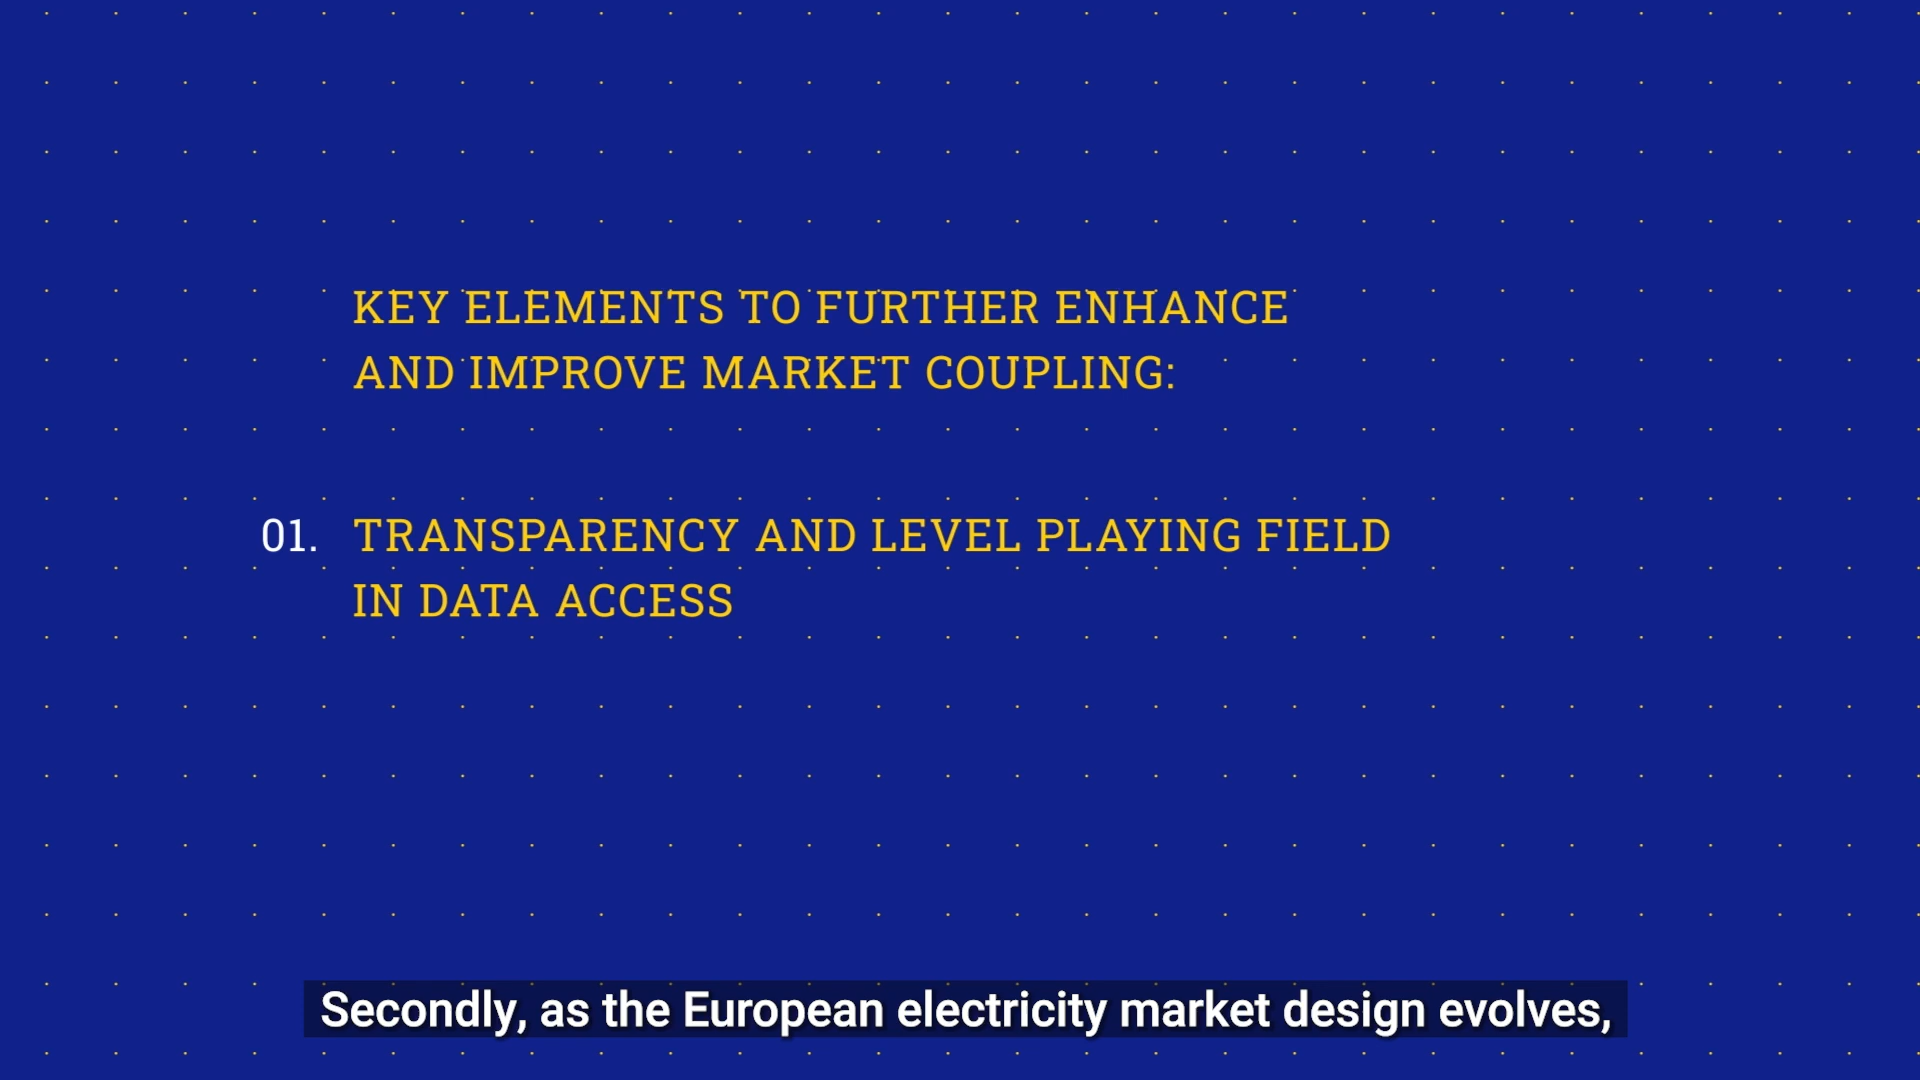 KEY ELEMENTS TO FURTHER ENHANCE
AND IMPROVE MARKET COUPLING:
01. TRANSPARENCY AND LEVEL PLAYING FIELD
IN DATA ACCESS
Secondly, as the European electricity market design evolves,